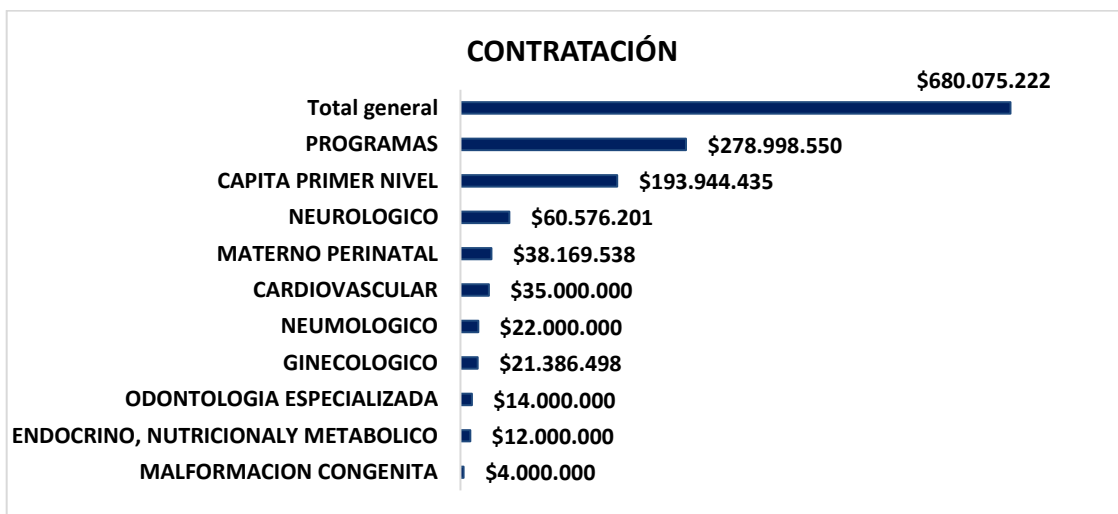 CONTRATACIÓN
$680.075.222
Total general
PROGRAMAS $278.998.550
CAPITA PRIMER NIVEL $193.944.435
NEUROLOGICO $60.576.201
MATERNO PERINATAL $38.169.538
CARDIOVASCULAR $35.000.000
NEUMOLOGICO $22.000.000
GINECOLOGICO $21.386.498
ODONTOLOGIA ESPECIALIZADA $14.000.000
ENDOCRINO, NUTRICIONALY METABOLICO $12.000.000
MALFORMACION CONGENITA $4.000.000